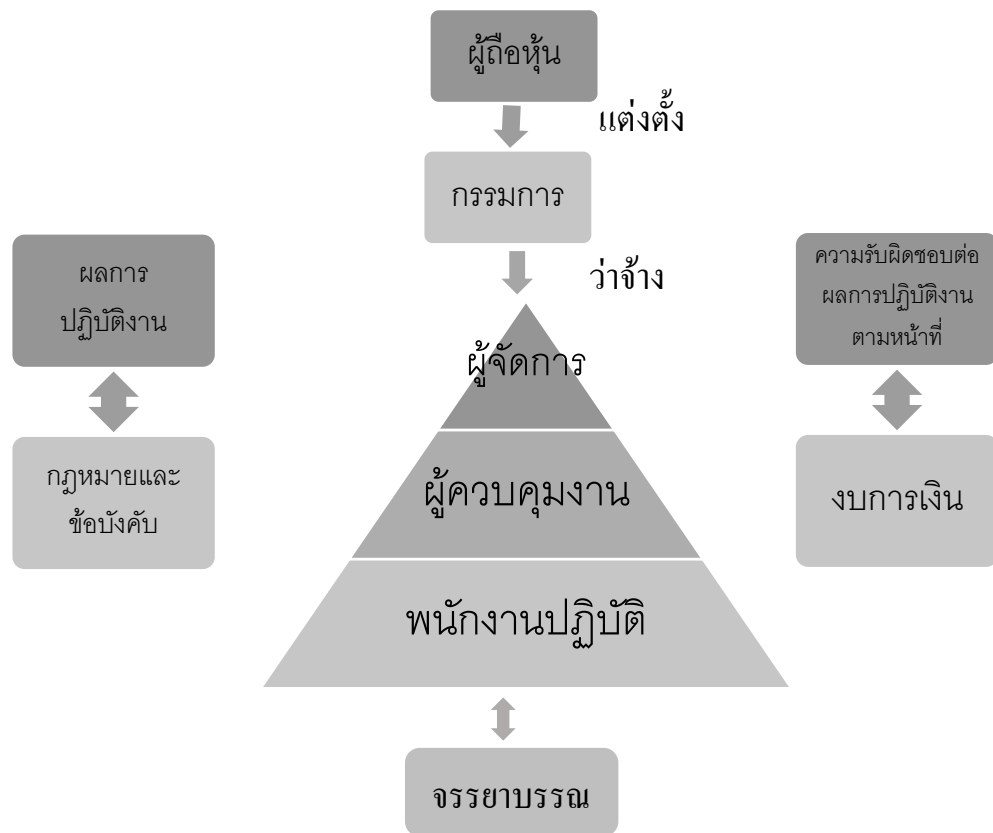 ผู้ถือหุ้น
แต่งตั้ง
กรรมการ
ว่าจ้าง
ผลการ
ปฏิบัติงาน
กฎหมายและ
ข้อบังคับ
ผู้จัดการ
ผู้ควบคุมงาน
พนักงานปฏิบัติ
ความรับผิดชอบต่อ
ผลการปฏิบัติงาน
ตามหน้าที่
งบการเงิน
จรรยาบรรณ